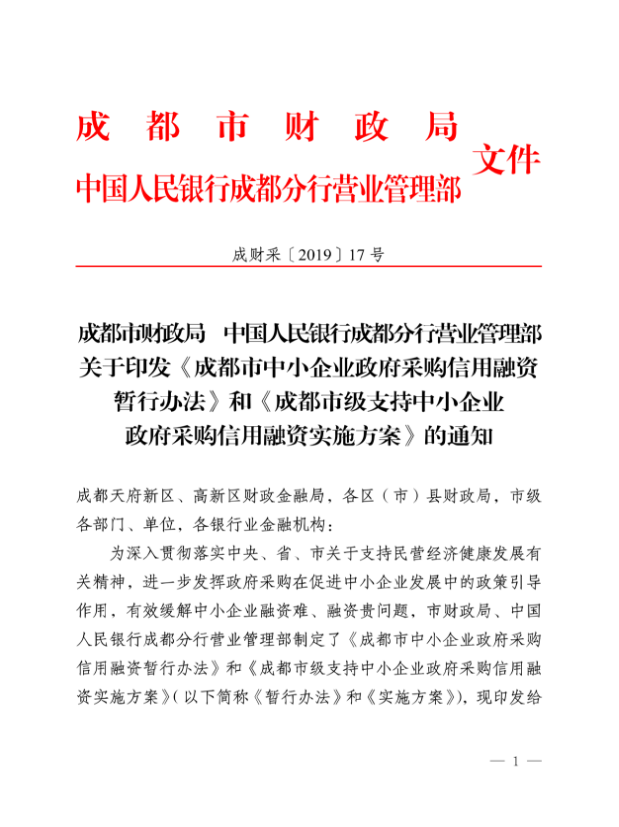 成都市财政局
文件
中国人民银行成都分行营业管理部
成财采〔2019〕17号
成都市财政局 中国人民银行成都分行营业管理部
关于印发《成都市中小企业政府采购信用融资
暂行办法》和《成都市级支持中小企业
政府采购信用融资实施方案》的通知
成都天府新区、高新区财政金融局，各区（市）县财政局，市级
各部门、单位，各银行业金融机构：
为深入贯彻落实中央、省、市关于支持民营经济健康发展有
关精神，进一步发挥政府采购在促进中小企业发展中的政策引导
作用，有效缓解中小企业融资难、融资贵问题，市财政局、中国
人民银行成都分行营业管理部制定了《成都市中小企业政府采购
信用融资暂行办法》和《成都市级支持中小企业政府采购信用融
资实施方案》（以下简称《暂行办法》和《实施方案》），现印发给
— 1 —